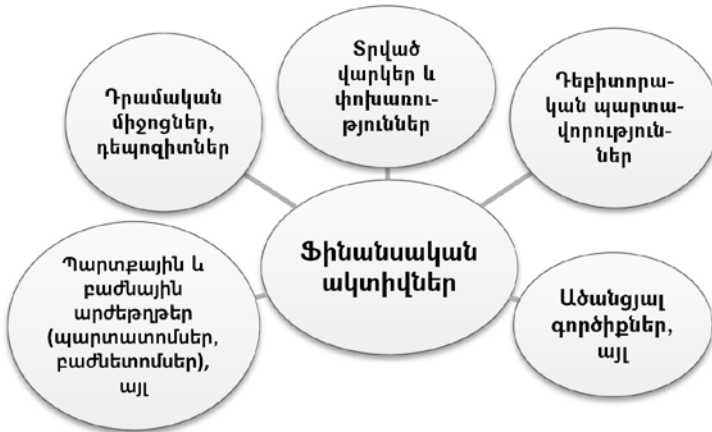 Դրամական
միջոցներ,
դեպոզիտներ
Տրված
վարկեր և
փոխառու-
թյուններ
Դեբիտորա-
կան պարտա-
վորություն-
ներ
Ֆինանսական
ակտիվներ
Պարտքային և
բաժնային
արժեթղթեր
(պարտատոմսեր,
բաժնետոմսեր),
այլ
Ածանցյալ
գործիքներ,
այլ